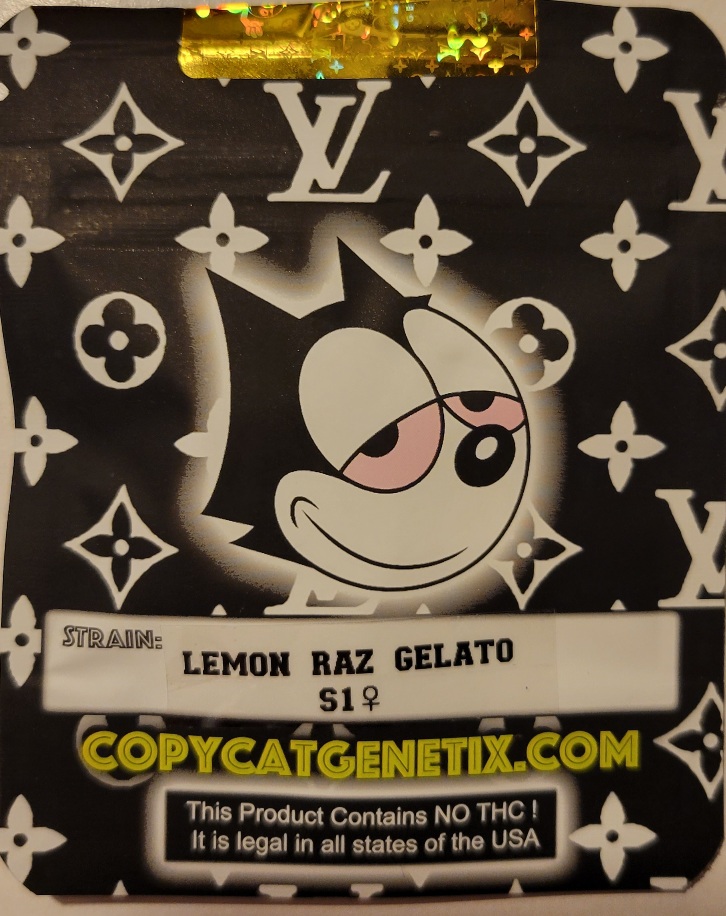 LV
STRAIN:
LEMON RAZ GELATO
S1♀
COPYCATGENETIX.COM
This Product Contains NO THC !
It is legal in all states of the USA